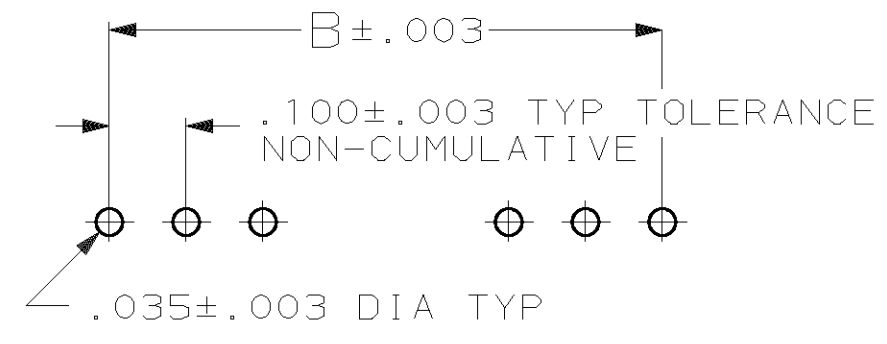 B±.003
.100±.003 TYP TOLERANCE
NON-CUMULATIVE
.035±.003 DIA TYP